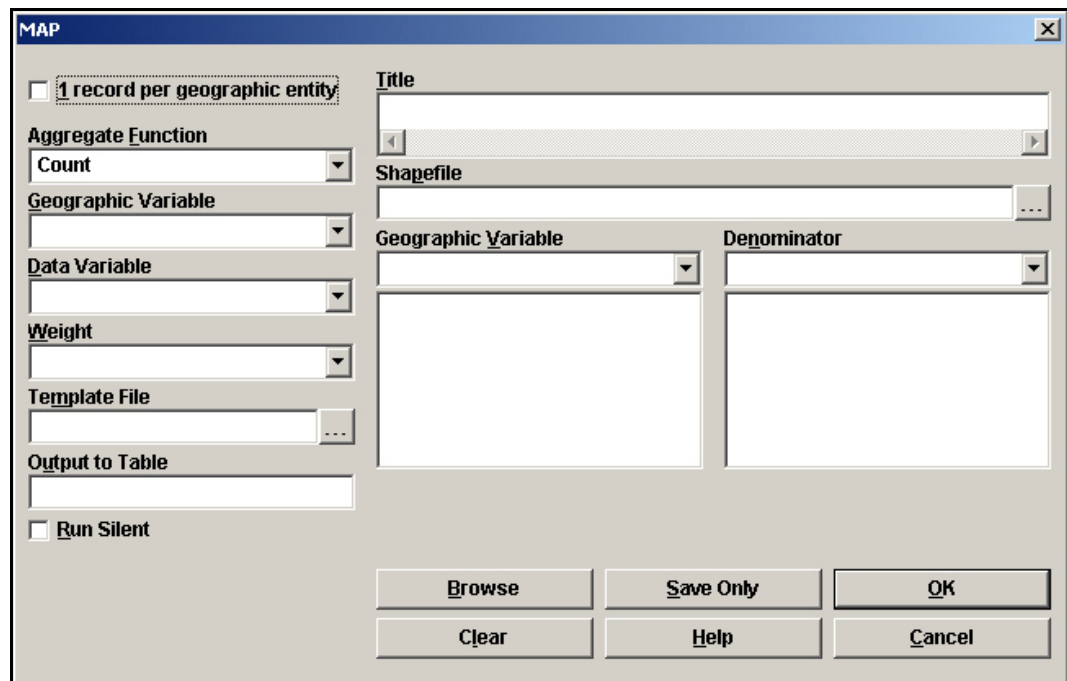 MAP
1 record per geographic entity
Aggregate Function
Count
Geographic Variable
Data Variable
Weight
Template File
...
Output to Table
Run Silent
Title
Shapefile
...
Geographic Variable
Denominator
Browse
Save Only
OK
Clear
Help
Cancel